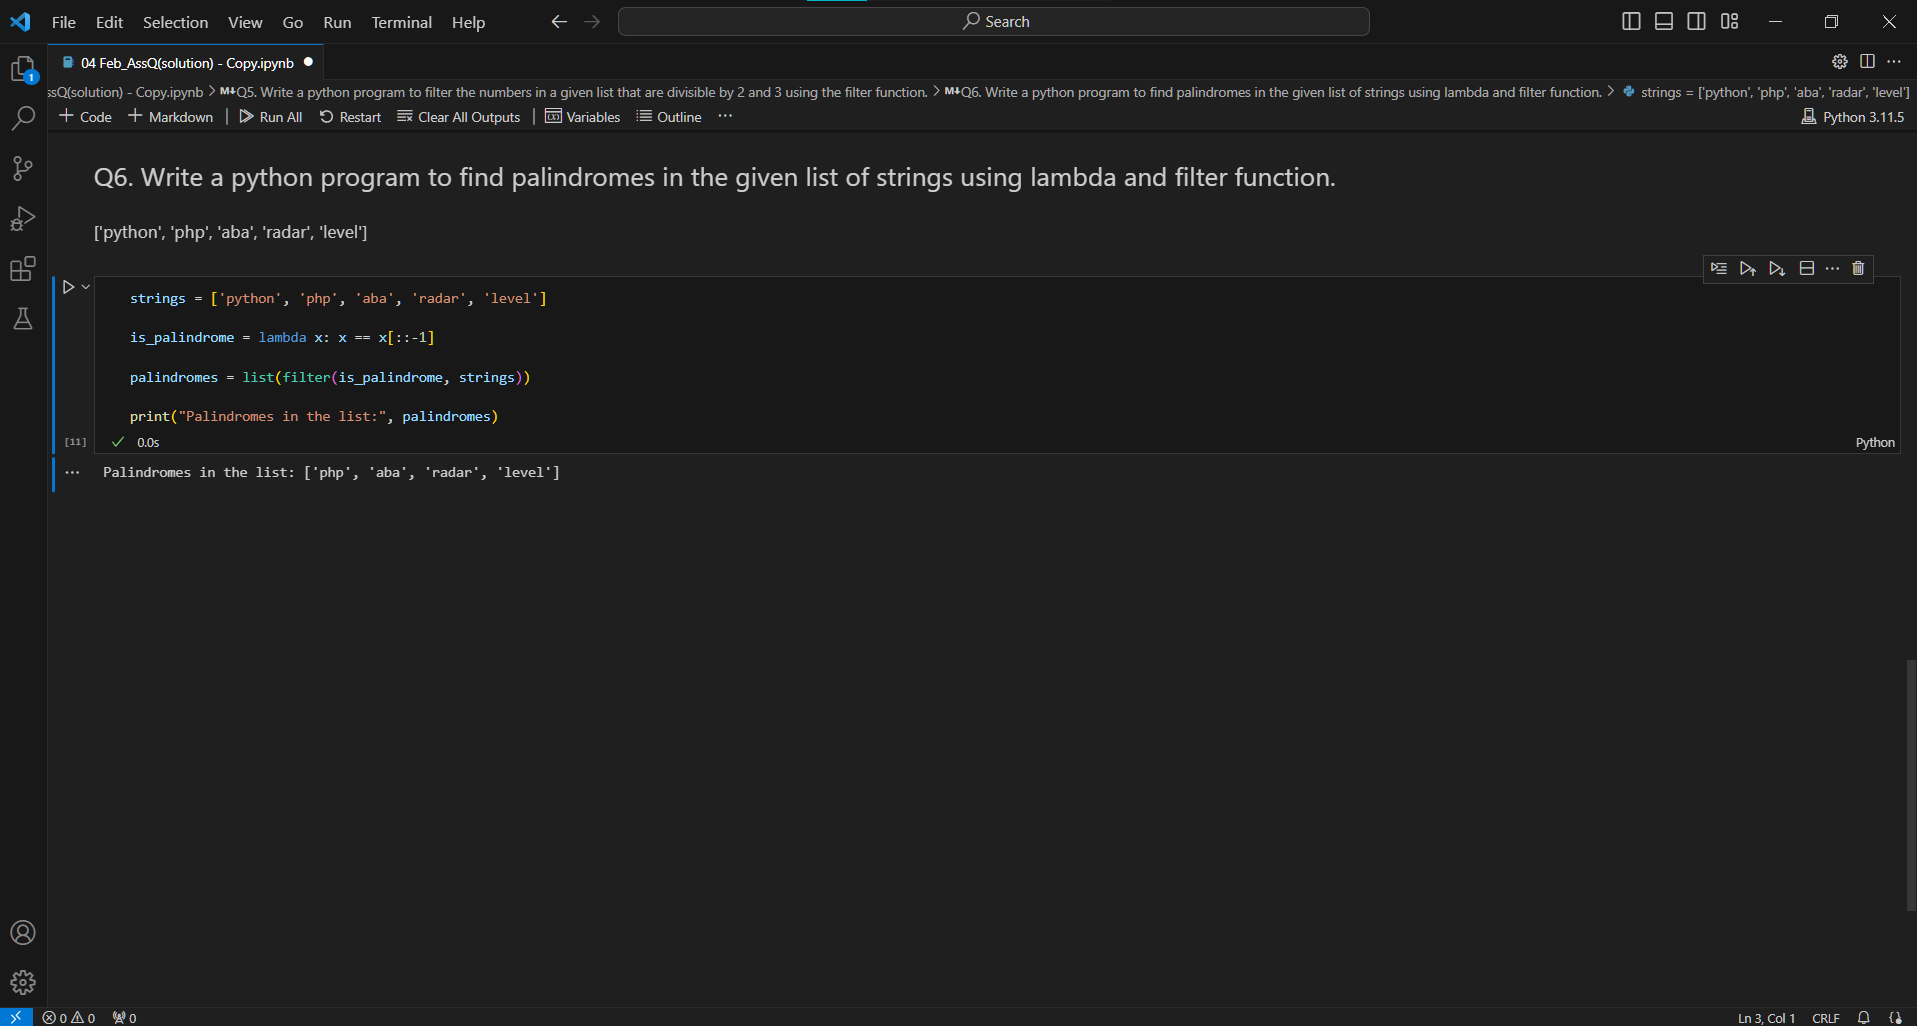 File Edit Selection View Go Run Terminal Help Search
04 Feb_AssQ(solution) - Copy.ipynb
1
ssQ(solution) - Copy.ipynb > M↓Q5. Write a python program to filter the numbers in a given list that are divisible by 2 and 3 using the filter function. > M↓Q6. Write a python program to find palindromes in the given list of strings using lambda and filter function. > strings = ['python', 'php', 'aba', 'radar', 'level']
+ Code + Markdown | Run All Restart Clear All Outputs | Variables Outline ... Python 3.11.5
Q6. Write a python program to find palindromes in the given list of strings using lambda and filter function.
['python', 'php', 'aba', 'radar', 'level']
strings = ['python', 'php', 'aba', 'radar', 'level']
is_palindrome = lambda x: x == x[::-1]
palindromes = list(filter(is_palindrome, strings))
print("Palindromes in the list:", palindromes)
[11] ✓ 0.0s Python
... Palindromes in the list: ['php', 'aba', 'radar', 'level']
0 0 0 Ln 3, Col 1 CRLF